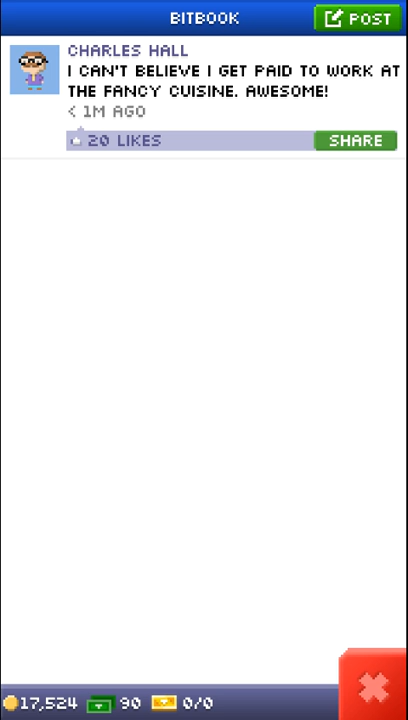 BITBOOK
POST
CHARLES HALL
I CAN'T BELIEVE I GET PAID TO WORK AT
THE FANCY CUISINE. AWESOME!
< 1M AGO
20 LIKES
SHARE
17,524
90
0/0